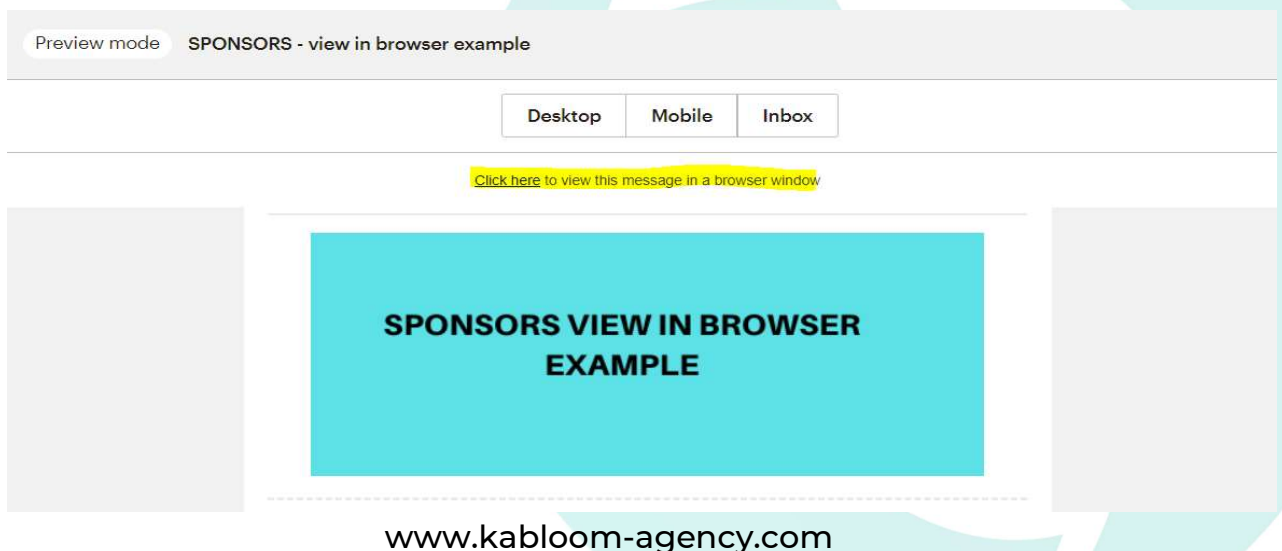 Preview mode SPONSORS - view in browser example
Desktop Mobile Inbox
Click here to view this message in a browser window
SPONSORS VIEW IN BROWSER
EXAMPLE
www.kabloom-agency.com